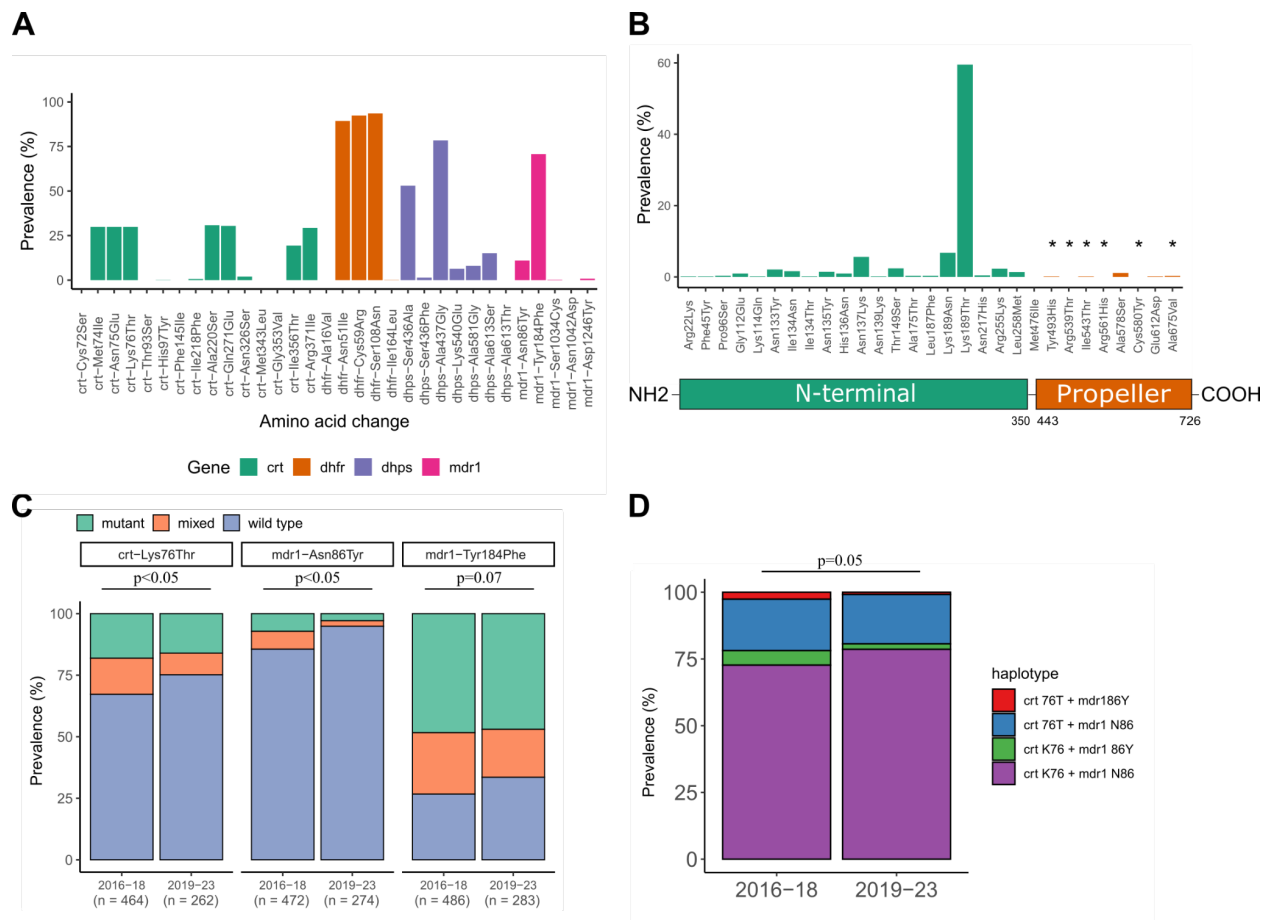 A
Prevalence (%)
100
75
50
25
0
crt−Cys72Ser
crt−Met74Ile
crt−Asn75Glu
crt−Lys76Thr
crt−Thr93Ser
crt−His97Tyr
crt−Phe145Ile
crt−Ile218Phe
crt−Ala220Ser
crt−Gln271Glu
crt−Asn326Ser
crt−Met343Leu
crt−Gly353Val
crt−Ile356Thr
crt−Arg371Ile
dhfr−Ala16Val
dhfr−Asn51Ile
dhfr−Cys59Arg
dhfr−Ser108Asn
dhfr−Ile164Leu
dhps−Ser436Ala
dhps−Ser436Phe
dhps−Ala437Gly
dhps−Lys540Glu
dhps−Ala581Gly
dhps−Ala613Ser
dhps−Ala613Thr
mdr1−Asn86Tyr
mdr1−Tyr184Phe
mdr1−Ser1034Cys
mdr1−Asn1042Asp
mdr1−Asp1246Tyr
Amino acid change
Gene crt dhfr dhps mdr1
B
Prevalence (%)
60
40
20
0
* * * * * *
Arg22Lys
Phe45Tyr
Pro96Ser
Gly112Glu
Lys114Gln
Asn133Tyr
Ile134Asn
Ile134Thr
Asn135Tyr
His136Asn
Asn137Lys
Asn139Lys
Thr149Ser
Ala175Thr
Leu187Phe
Lys189Asn
Lys189Thr
Asn217His
Arg255Lys
Leu258Met
Met476Ile
Tyr493His
Arg539Thr
Ile543Thr
Arg561His
Ala578Ser
Cys580Tyr
Glu612Asp
Ala675Val
NH2 N-terminal Propeller COOH
350 443 726
C
mutant mixed wild type
crt−Lys76Thr mdr1−Asn86Tyr mdr1−Tyr184Phe
p<0.05 p<0.05 p=0.07
Prevalence (%)
100
75
50
25
0
2016−18 2019−23 2016−18 2019−23 2016−18 2019−23
(n = 464) (n = 262) (n = 472) (n = 274) (n = 486) (n = 283)
D
p=0.05
Prevalence (%)
100
75
50
25
0
2016−18 2019−23
haplotype
crt 76T + mdr186Y
crt 76T + mdr1 N86
crt K76 + mdr1 86Y
crt K76 + mdr1 N86